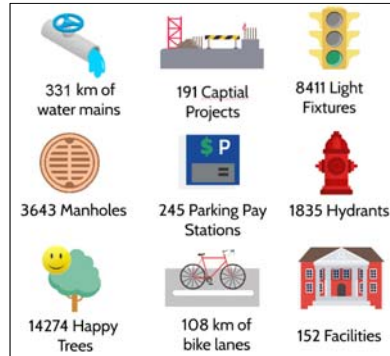 331 km of
water mains
191 Captial
Projects
8411 Light
Fixtures
3643 Manholes
$ P
245 Parking Pay
Stations
1835 Hydrants
14274 Happy
Trees
108 km of
bike lanes
152 Facilities